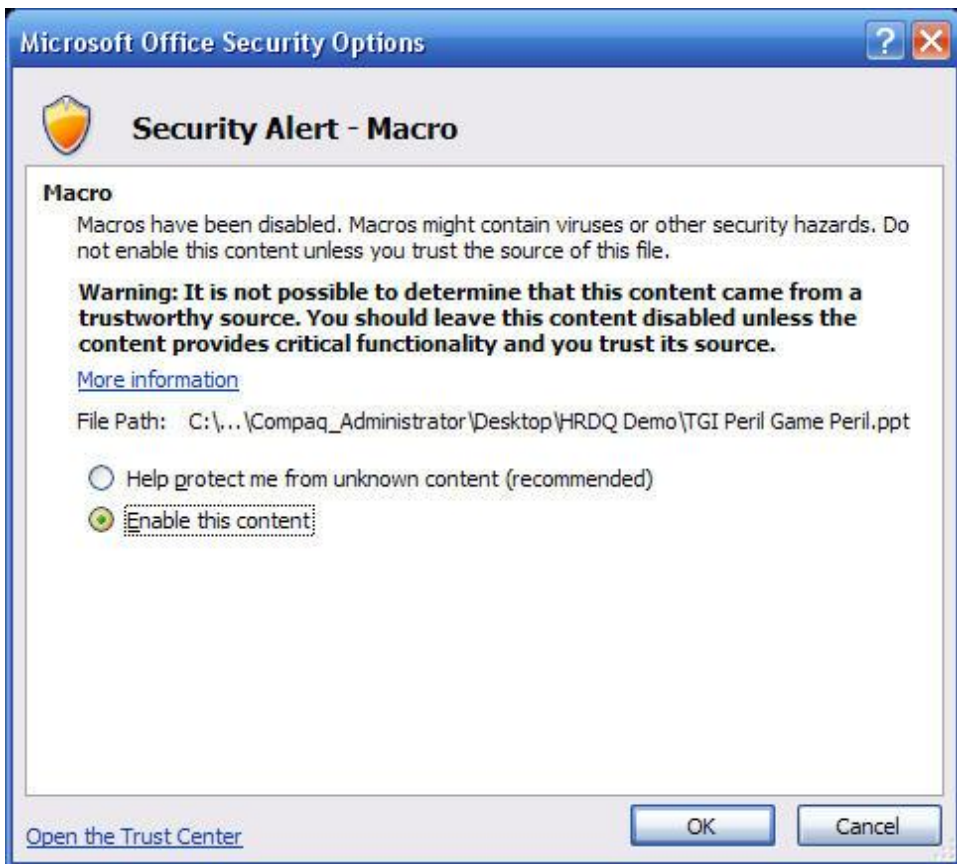 Microsoft Office Security Options
Security Alert - Macro
Macro
Macros have been disabled. Macros might contain viruses or other security hazards. Do
not enable this content unless you trust the source of this file.
Warning: It is not possible to determine that this content came from a
trustworthy source. You should leave this content disabled unless the
content provides critical functionality and you trust its source.
More information
File Path: C:\...\Compaq_Administrator\Desktop\HRDQ Demo\TGI Peril Game Peril.ppt
Help protect me from unknown content (recommended)
Enable this content
Open the Trust Center
OK
Cancel